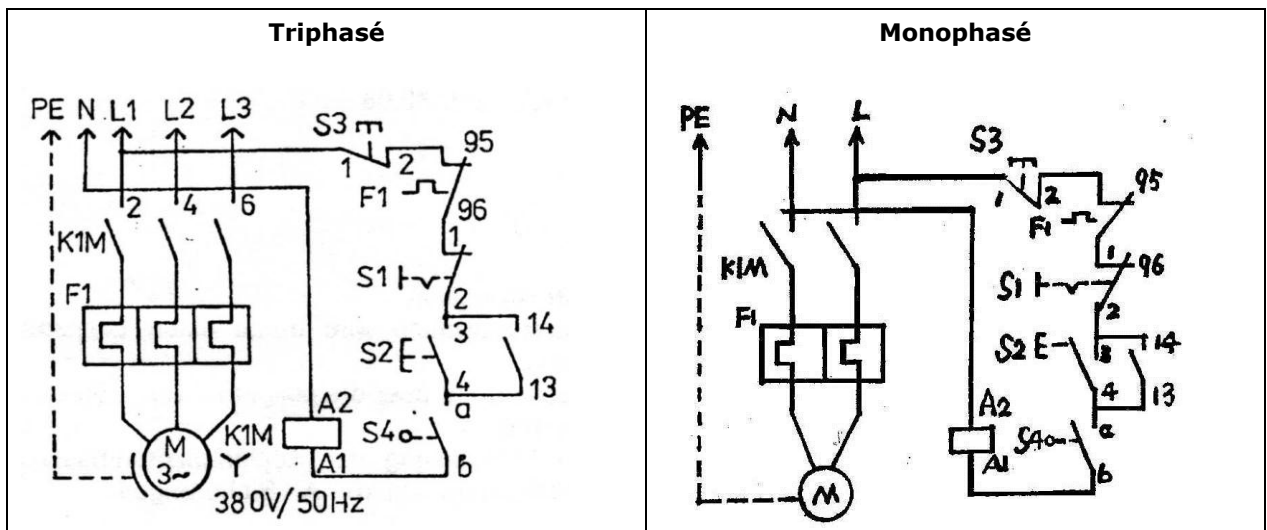 Triphasé
PE N L1 L2 L3
S3
1 2 95
F1
2 4 6
96
K1M
1
S1
2
F1
3 14
S2
4 13
a
A2
M
3~
K1M
S4
A1
b
380V/50Hz
Monophasé
PE N L
S3
1 2 95
F1
K1M
1 96
S1
2
F1
S2 3 14
4 13
A2
a
S4
A1
b
M